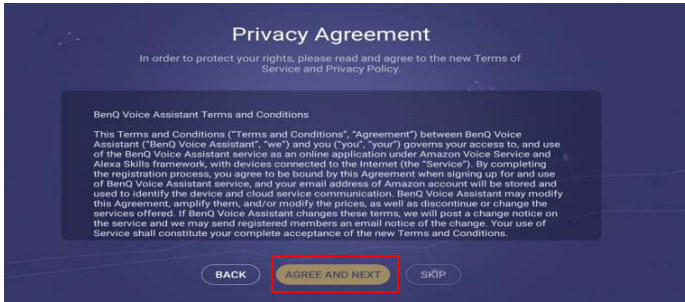 Privacy Agreement
In order to protect your rights, please read and agree to the new Terms of
Service and Privacy Policy.
BenQ Voice Assistant Terms and Conditions
This Terms and Conditions ("Terms and Conditions", "Agreement") between BenQ Voice
Assistant ("BenQ Voice Assistant", "we") and you ("you", "your") governs your access to, and use
of the BenQ Voice Assistant service as an online application under Amazon Voice Service and
Alexa Skills framework, with devices connected to the Internet (the "Service"). By completing
the registration process, you agree to be bound by this Agreement when signing up for and use
of BenQ Voice Assistant service, and your email address of Amazon account will be stored and
used to identify the device and cloud service communication. BenQ Voice Assistant may modify
this Agreement, amplify them, and/or modify the prices, as well as discontinue or change the
services offered. If BenQ Voice Assistant changes these terms, we will post a change notice on
the service and we may send registered members an email notice of the change. Your use of
Service shall constitute your complete acceptance of the new Terms and Conditions.
BACK AGREE AND NEXT SKIP